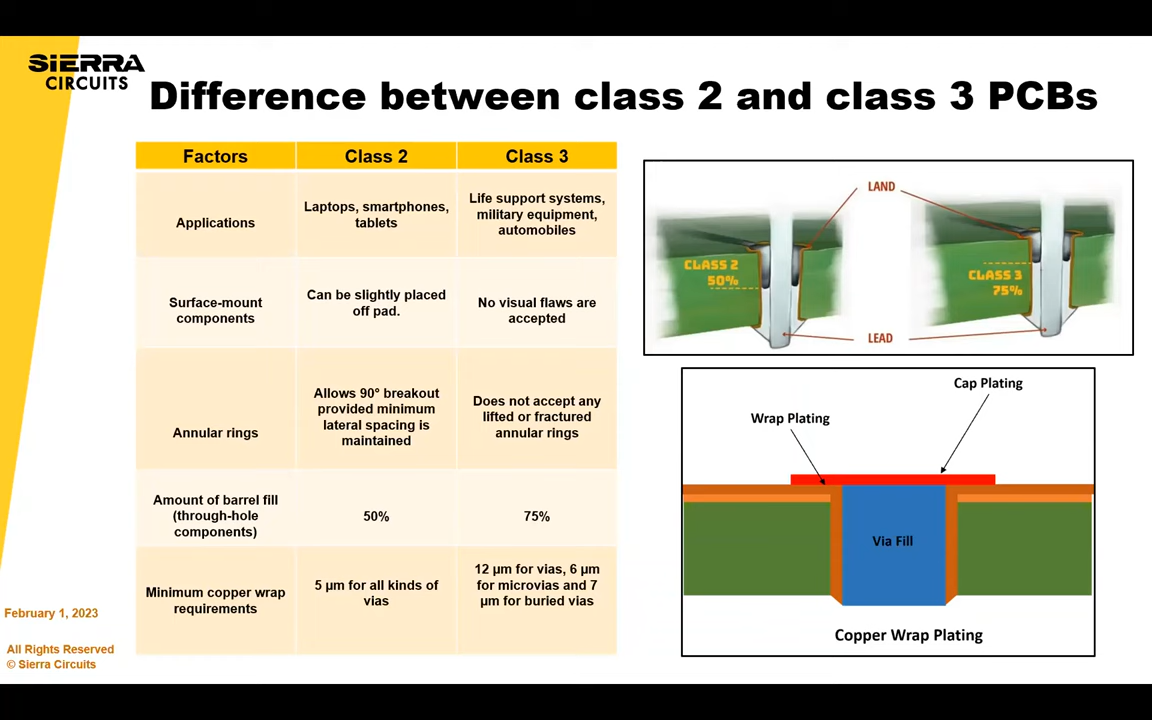 SIERRA
CIRCUITS
Difference between class 2 and class 3 PCBs
Factors
Class 2
Class 3
Applications
Laptops, smartphones,
tablets
Life support systems,
military equipment,
automobiles
Surface-mount
components
Can be slightly placed
off pad.
No visual flaws are
accepted
Annular rings
Allows 90° breakout
provided minimum
lateral spacing is
maintained
Does not accept any
lifted or fractured
annular rings
Amount of barrel fill
(through-hole
components)
50%
75%
Minimum copper wrap
requirements
5 µm for all kinds of
vias
12 µm for vias, 6 µm
for microvias and 7
µm for buried vias
LAND
CLASS 2
50%
CLASS 3
75%
LEAD
Cap Plating
Wrap Plating
Via Fill
Copper Wrap Plating
February 1, 2023
All Rights Reserved
© Sierra Circuits